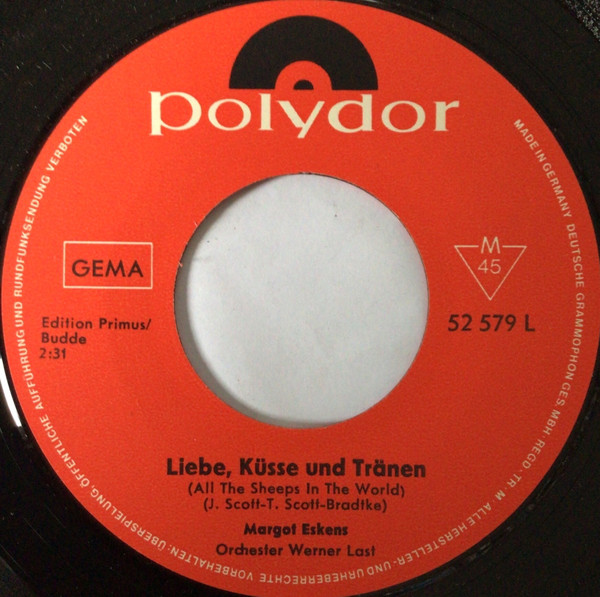 polydor
GEMA
M
45
Edition Primus/
Budde
2:31
52 579 L
Liebe, Küsse und Tränen
(All The Sheeps In The World)
(J. Scott-T. Scott-Bradtke)
Margot Eskens
Orchester Werner Last
MADE IN GERMANY DEUTSCHE GRAMMOPHON GES. MBH REGD. TR. M. ALLE HERSTELLER- UND URHEBERRECHTE VORBEHALTEN: ÜBERSPIELUNG, ÖFFENTLICHE AUFFÜHRUNG UND RUNDFUNKSENDUNG VERBOTEN